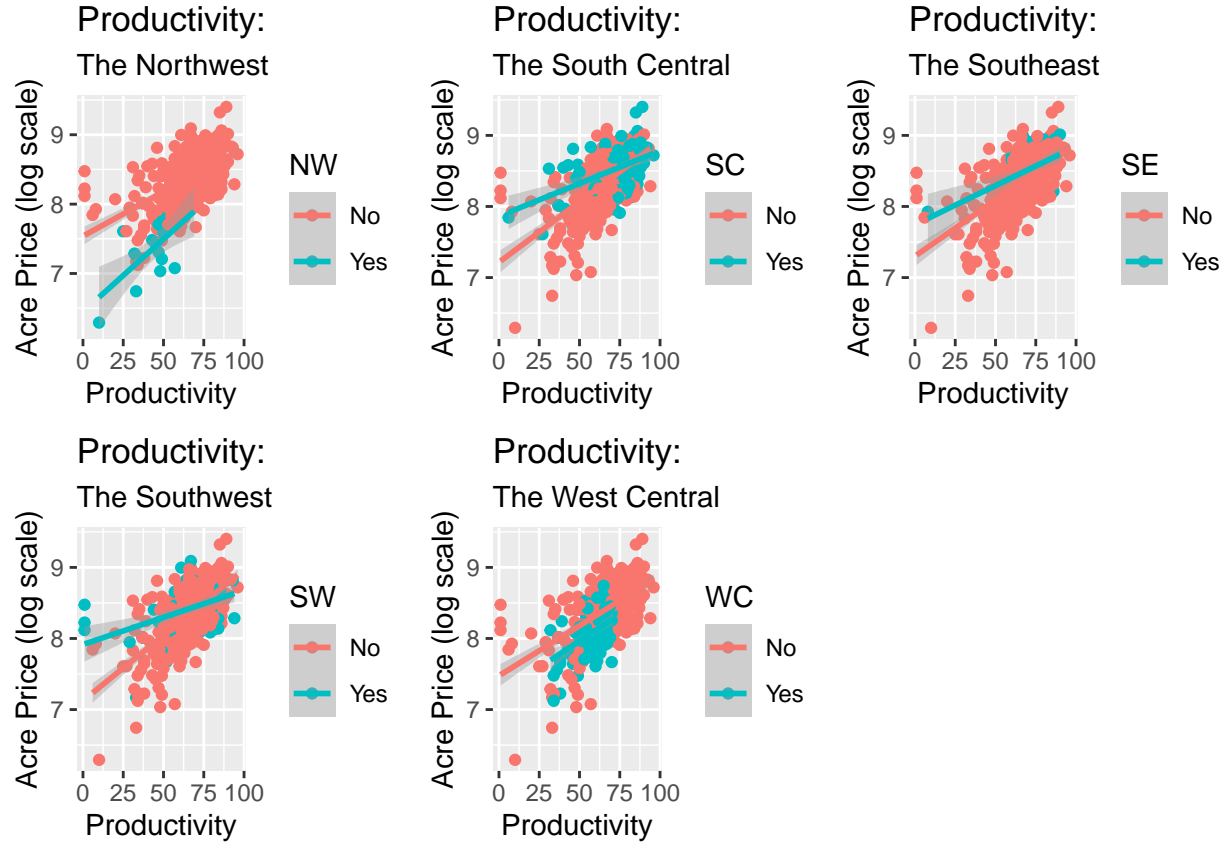 Productivity:
The Northwest
Acre Price (log scale)
9
8
7
0 25 50 75 100
Productivity
NW
No
Yes
Productivity:
The South Central
Acre Price (log scale)
9
8
7
0 25 50 75 100
Productivity
SC
No
Yes
Productivity:
The Southeast
Acre Price (log scale)
9
8
7
0 25 50 75 100
Productivity
SE
No
Yes
Productivity:
The Southwest
Acre Price (log scale)
9
8
7
0 25 50 75 100
Productivity
SW
No
Yes
Productivity:
The West Central
Acre Price (log scale)
9
8
7
0 25 50 75 100
Productivity
WC
No
Yes